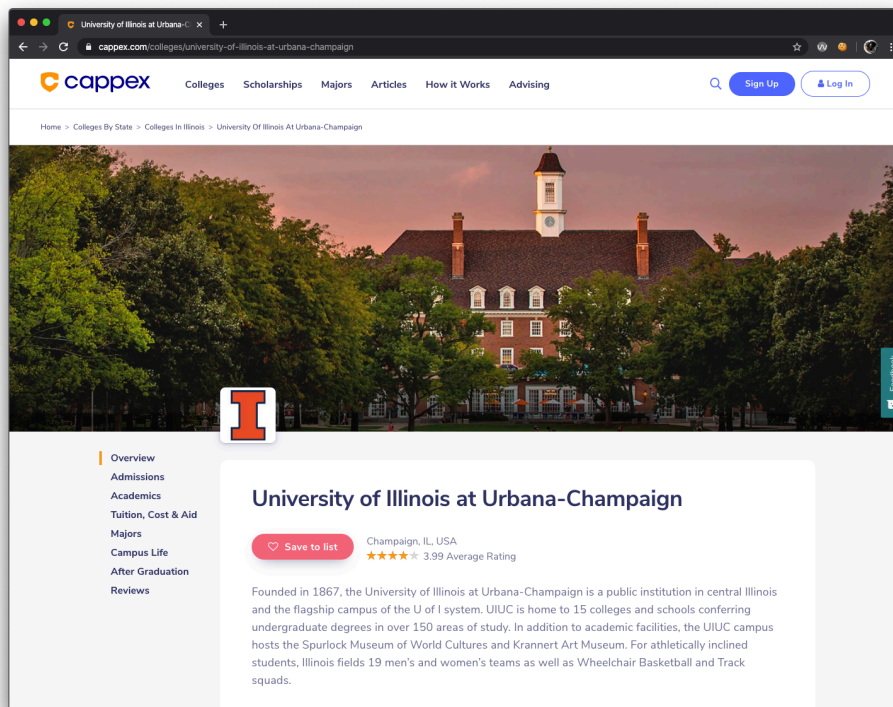 University of Illinois at Urbana-C
cappex.com/colleges/university-of-illinois-at-urbana-champaign
cappex
Colleges Scholarships Majors Articles How it Works Advising
Sign Up
Log In
Home > Colleges By State > Colleges In Illinois > University Of Illinois At Urbana-Champaign
I
Overview
Admissions
Academics
Tuition, Cost & Aid
Majors
Campus Life
After Graduation
Reviews
University of Illinois at Urbana-Champaign
Save to list
Champaign, IL, USA
3.99 Average Rating
Founded in 1867, the University of Illinois at Urbana-Champaign is a public institution in central Illinois
and the flagship campus of the U of I system. UIUC is home to 15 colleges and schools conferring
undergraduate degrees in over 150 areas of study. In addition to academic facilities, the UIUC campus
hosts the Spurlock Museum of World Cultures and Krannert Art Museum. For athletically inclined
students, Illinois fields 19 men's and women's teams as well as Wheelchair Basketball and Track
squads.